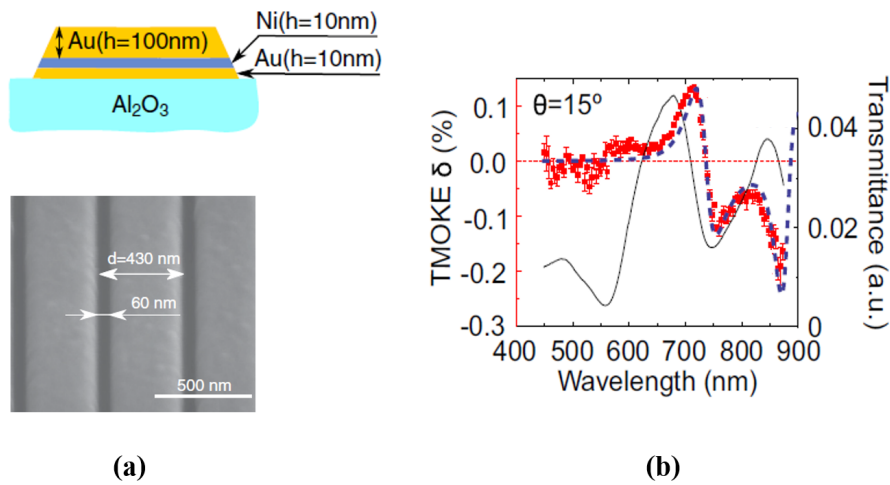 Ni(h=10nm)
Au(h=100nm)
Au(h=10nm)
Al₂O₃
d=430 nm
60 nm
500 nm
(a)
θ=15º
TMOKE δ (%)
0.1
0.0
-0.1
-0.2
-0.3
400 500 600 700 800 900
Wavelength (nm)
0.04
0.02
0
Transmittance (a.u.)
(b)